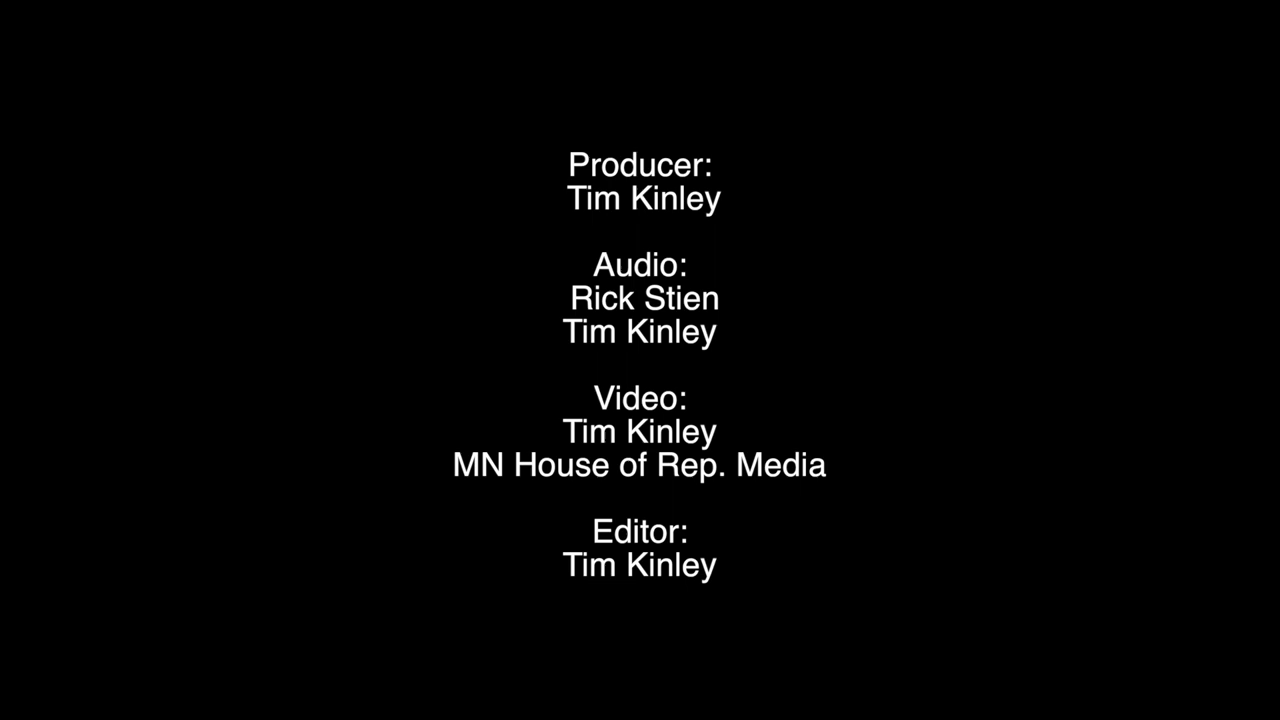 Producer:
Tim Kinley
Audio:
Rick Stien
Tim Kinley
Video:
Tim Kinley
MN House of Rep. Media
Editor:
Tim Kinley